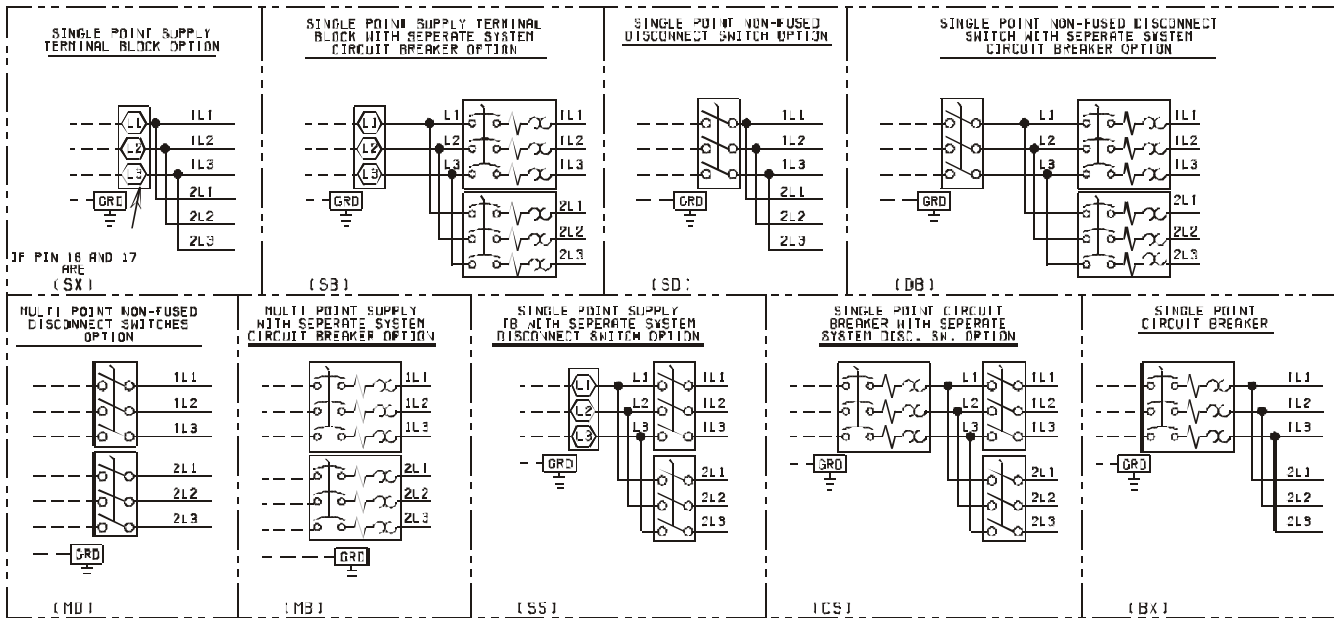 SINGLE POINT SUPPLY
TERMINAL BLOCK OPTION
L1
L2
L3
1L1
1L2
1L3
2L1
2L2
2L3
GRD
IF PIN 16 AND 17
ARE
(SX)
SINGLE POINT SUPPLY TERMINAL
BLOCK WITH SEPERATE SYSTEM
CIRCUIT BREAKER OPTION
L1
L2
L3
L1
L2
L3
1L1
1L2
1L3
2L1
2L2
2L3
GRD
(SB)
SINGLE POINT NON-FUSED
DISCONNECT SWITCH OPTION
1L1
1L2
1L3
2L1
2L2
2L3
GRD
(SD)
SINGLE POINT NON-FUSED DISCONNECT
SWITCH WITH SEPERATE SYSTEM
CIRCUIT BREAKER OPTION
L1
L2
L3
1L1
1L2
1L3
2L1
2L2
2L3
GRD
(DB)
MULTI POINT NON-FUSED
DISCONNECT SWITCHES
OPTION
1L1
1L2
1L3
2L1
2L2
2L3
GRD
(MD)
MULTI POINT SUPPLY
WITH SEPERATE SYSTEM
CIRCUIT BREAKER OPTION
1L1
1L2
1L3
2L1
2L2
2L3
GRD
(MB)
SINGLE POINT SUPPLY
TB WITH SEPERATE SYSTEM
DISCONNECT SWITCH OPTION
L1
L2
L3
L1
L2
L3
1L1
1L2
1L3
2L1
2L2
2L3
GRD
(SS)
SINGLE POINT CIRCUIT
BREAKER WITH SEPERATE
SYSTEM DISC. SW. OPTION
L1
L2
L3
1L1
1L2
1L3
2L1
2L2
2L3
GRD
(CS)
SINGLE POINT
CIRCUIT BREAKER
1L1
1L2
1L3
2L1
2L2
2L3
GRD
(BX)